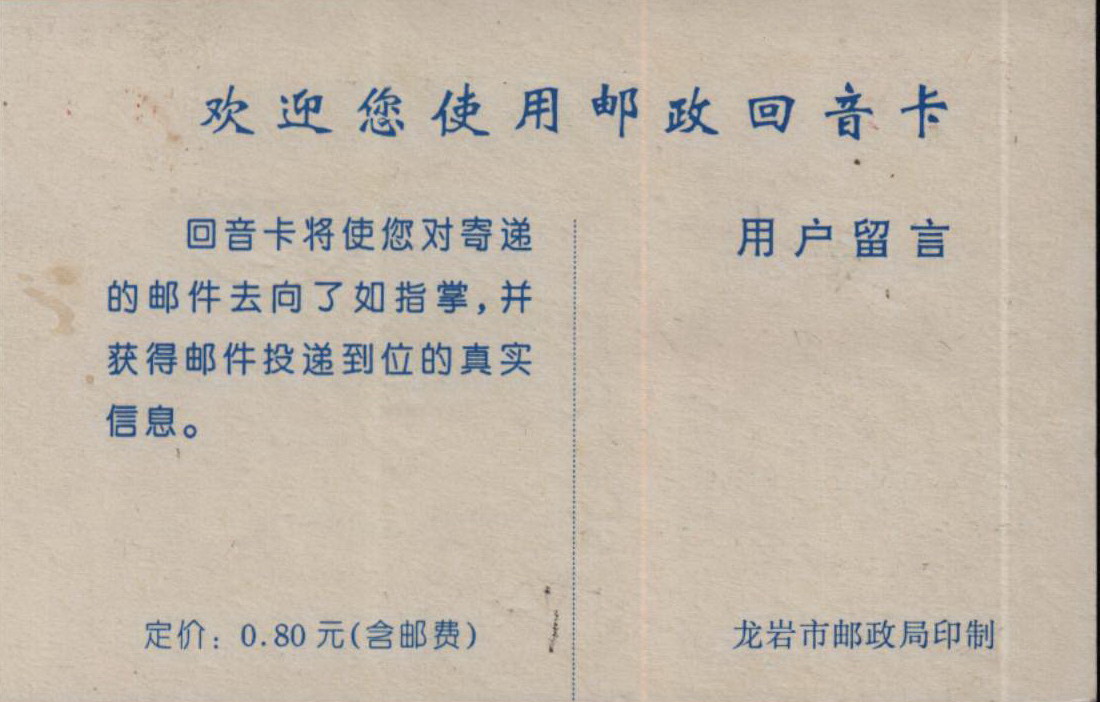 欢迎您使用邮政回音卡
回音卡将使您对寄递
的邮件去向了如指掌,并
获得邮件投递到位的真实
信息。
定价：0.80元(含邮费)
用户留言
龙岩市邮政局印制